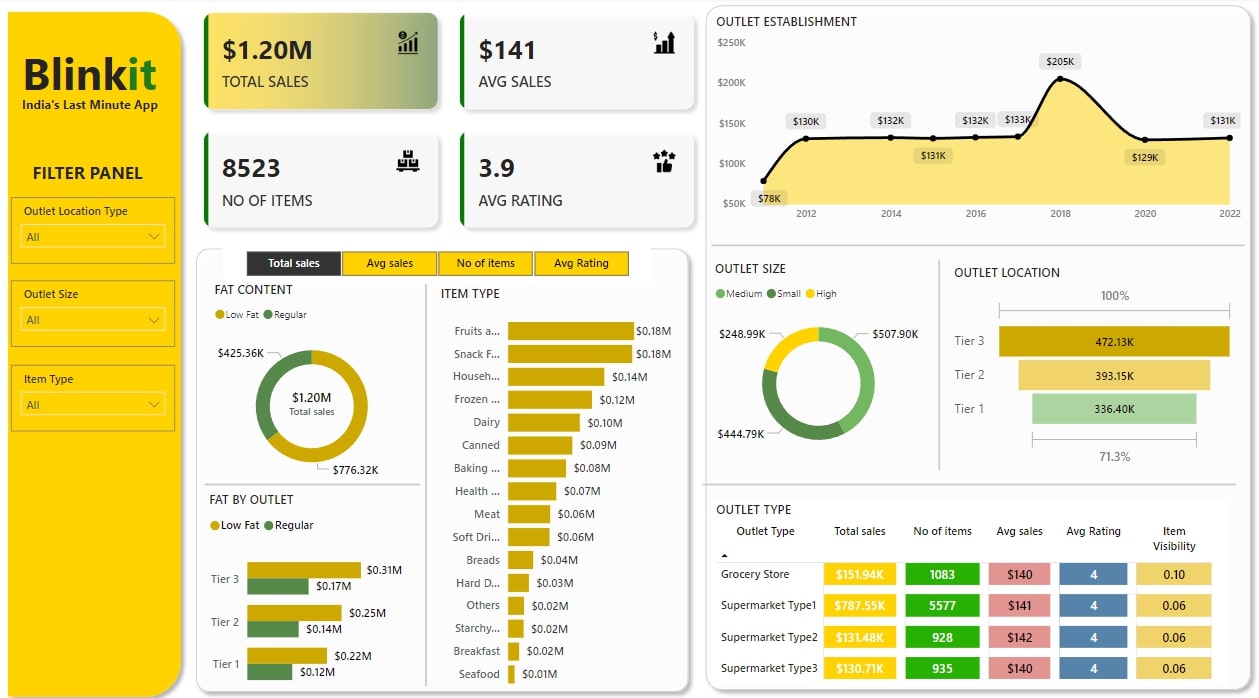 Blinkit
India's Last Minute App
FILTER PANEL
Outlet Location Type
All
Outlet Size
All
Item Type
All
$1.20M
TOTAL SALES
$141
AVG SALES
8523
NO OF ITEMS
3.9
AVG RATING
Total sales
Avg sales
No of items
Avg Rating
FAT CONTENT
Low Fat Regular
$425.36K
$1.20M
Total sales
$776.32K
FAT BY OUTLET
Low Fat Regular
Tier 3
$0.31M
$0.17M
Tier 2
$0.25M
$0.14M
Tier 1
$0.22M
$0.12M
ITEM TYPE
Fruits a... $0.18M
Snack F... $0.18M
Househ... $0.14M
Frozen ... $0.12M
Dairy $0.10M
Canned $0.09M
Baking ... $0.08M
Health ... $0.07M
Meat $0.06M
Soft Dri... $0.06M
Breads $0.04M
Hard D... $0.03M
Others $0.02M
Starchy... $0.02M
Breakfast $0.02M
Seafood $0.01M
OUTLET ESTABLISHMENT
$250K
$200K
$150K
$100K
$50K
$78K
$130K
$132K
$131K
$132K
$133K
$205K
$129K
$131K
2012 2014 2016 2018 2020 2022
OUTLET SIZE
Medium Small High
$248.99K
$507.90K
$444.79K
OUTLET LOCATION
100%
Tier 3 472.13K
Tier 2 393.15K
Tier 1 336.40K
71.3%
OUTLET TYPE
Outlet Type Total sales No of items Avg sales Avg Rating Item
Visibility
Grocery Store $151.94K 1083 $140 4 0.10
Supermarket Type1 $787.55K 5577 $141 4 0.06
Supermarket Type2 $131.48K 928 $142 4 0.06
Supermarket Type3 $130.71K 935 $140 4 0.06